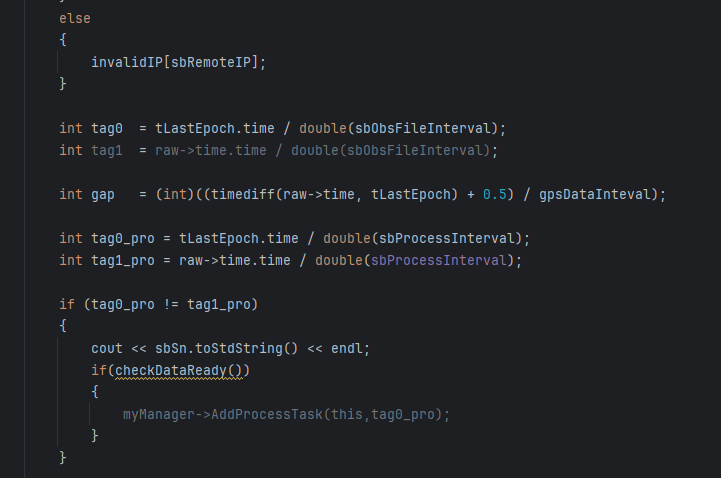 else
{
    invalidIP[sbRemoteIP];
}
int tag0  = tLastEpoch.time / double(sbObsFileInterval);
int tag1  = raw->time.time / double(sbObsFileInterval);
int gap   = (int)((timediff(raw->time, tLastEpoch) + 0.5) / gpsDataInteval);
int tag0_pro = tLastEpoch.time / double(sbProcessInterval);
int tag1_pro = raw->time.time / double(sbProcessInterval);
if (tag0_pro != tag1_pro)
{
    cout << sbSn.toStdString() << endl;
    if(checkDataReady())
    {
        myManager->AddProcessTask(this,tag0_pro);
    }
}